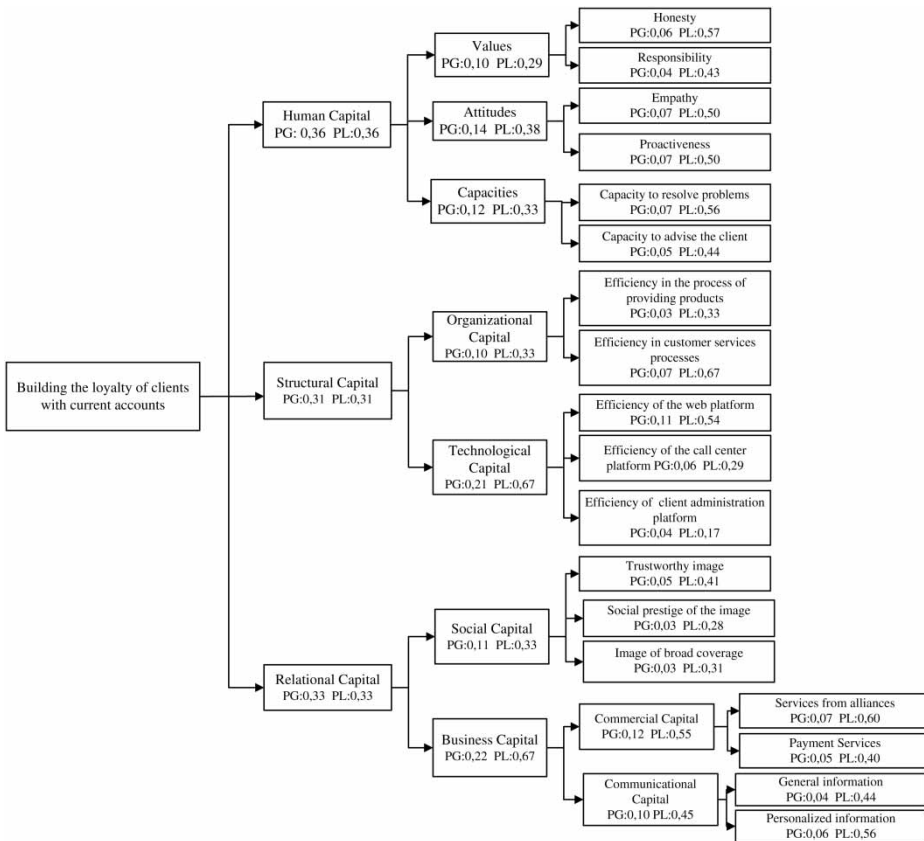 Building the loyalty of clients
with current accounts
Human Capital
PG: 0,36 PL:0,36
Values
PG:0,10 PL:0,29
Honesty
PG:0,06 PL:0,57
Responsibility
PG:0,04 PL:0,43
Attitudes
PG:0,14 PL:0,38
Empathy
PG:0,07 PL:0,50
Proactiveness
PG:0,07 PL:0,50
Capacities
PG:0,12 PL:0,33
Capacity to resolve problems
PG:0,07 PL:0,56
Capacity to advise the client
PG:0,05 PL:0,44
Structural Capital
PG:0,31 PL:0,31
Organizational
Capital
PG:0,10 PL:0,33
Efficiency in the process of
providing products
PG:0,03 PL:0,33
Efficiency in customer services
processes
PG:0,07 PL:0,67
Technological
Capital
PG:0,21 PL:0,67
Efficiency of the web platform
PG:0,11 PL:0,54
Efficiency of the call center
platform PG:0,06 PL:0,29
Efficiency of client administration
platform
PG:0,04 PL:0,17
Relational Capital
PG:0,33 PL:0,33
Social Capital
PG:0,11 PL:0,33
Trustworthy image
PG:0,05 PL:0,41
Social prestige of the image
PG:0,03 PL:0,28
Image of broad coverage
PG:0,03 PL:0,31
Business Capital
PG:0,22 PL:0,67
Commercial Capital
PG:0,12 PL:0,55
Services from alliances
PG:0,07 PL:0,60
Payment Services
PG:0,05 PL:0,40
Communicational
Capital
PG:0,10 PL:0,45
General information
PG:0,04 PL:0,44
Personalized information
PG:0,06 PL:0,56